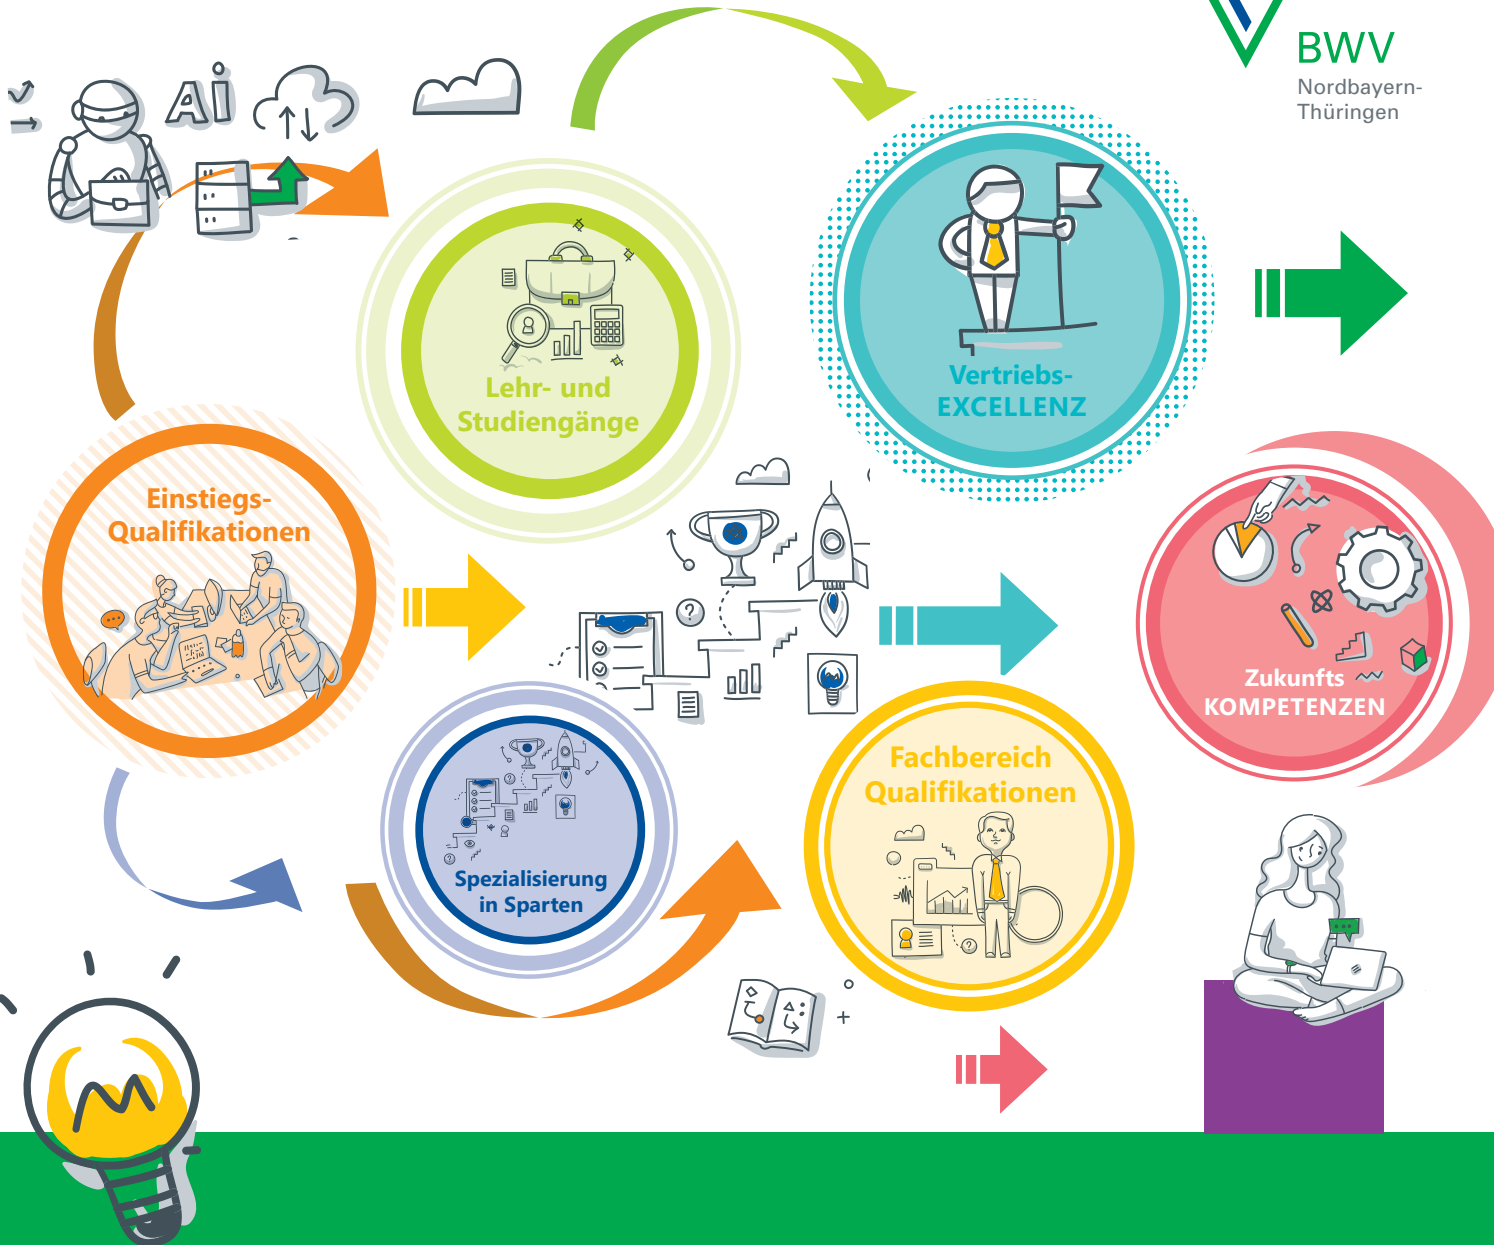 BWV
Nordbayern-
Thüringen
Ai
Lehr- und
Studiengänge
Vertriebs-
EXCELLENZ
Einstiegs-
Qualifikationen
?
Zukunfts
KOMPETENZEN
Spezialisierung
in Sparten
?
?
Fachbereich
Qualifikationen
?